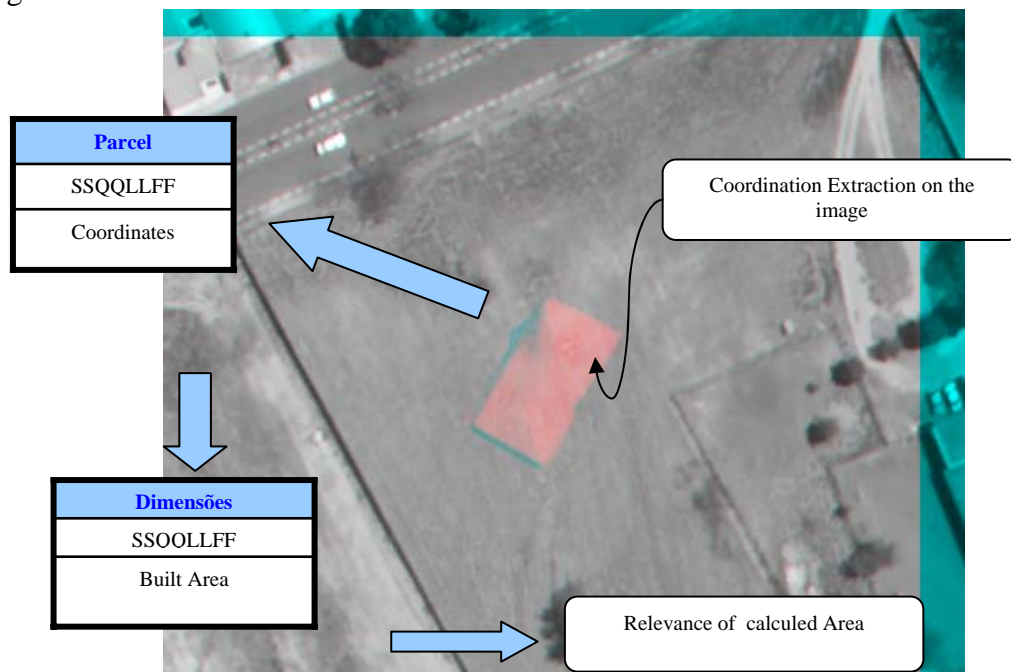 g
Parcel
SSQQLLFF
Coordinates
Coordination Extraction on the
image
Dimensões
SSOOLLFF
Built Area
Relevance of calculed Area